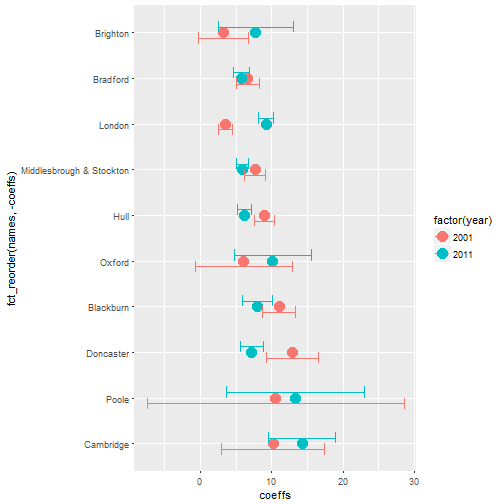 Brighton
Bradford
London
Middlesbrough & Stockton
Hull
Oxford
Blackburn
Doncaster
Poole
Cambridge
fct_reorder(names, -coeffs)
0
10
20
30
coeffs
factor(year)
2001
2011